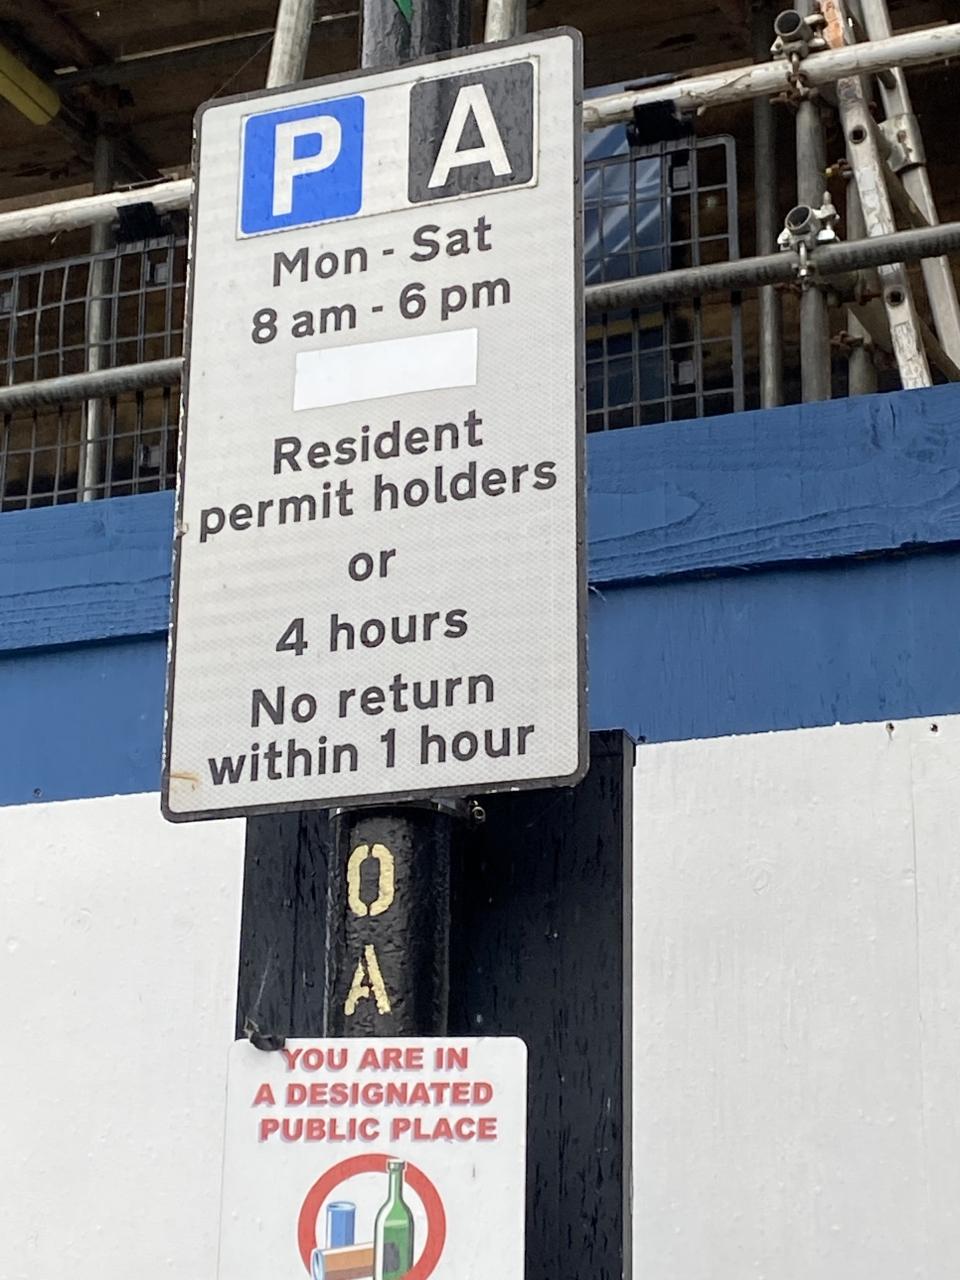 P A
Mon - Sat
8 am - 6 pm
Resident
permit holders
or
4 hours
No return
within 1 hour
O
A
YOU ARE IN
A DESIGNATED
PUBLIC PLACE